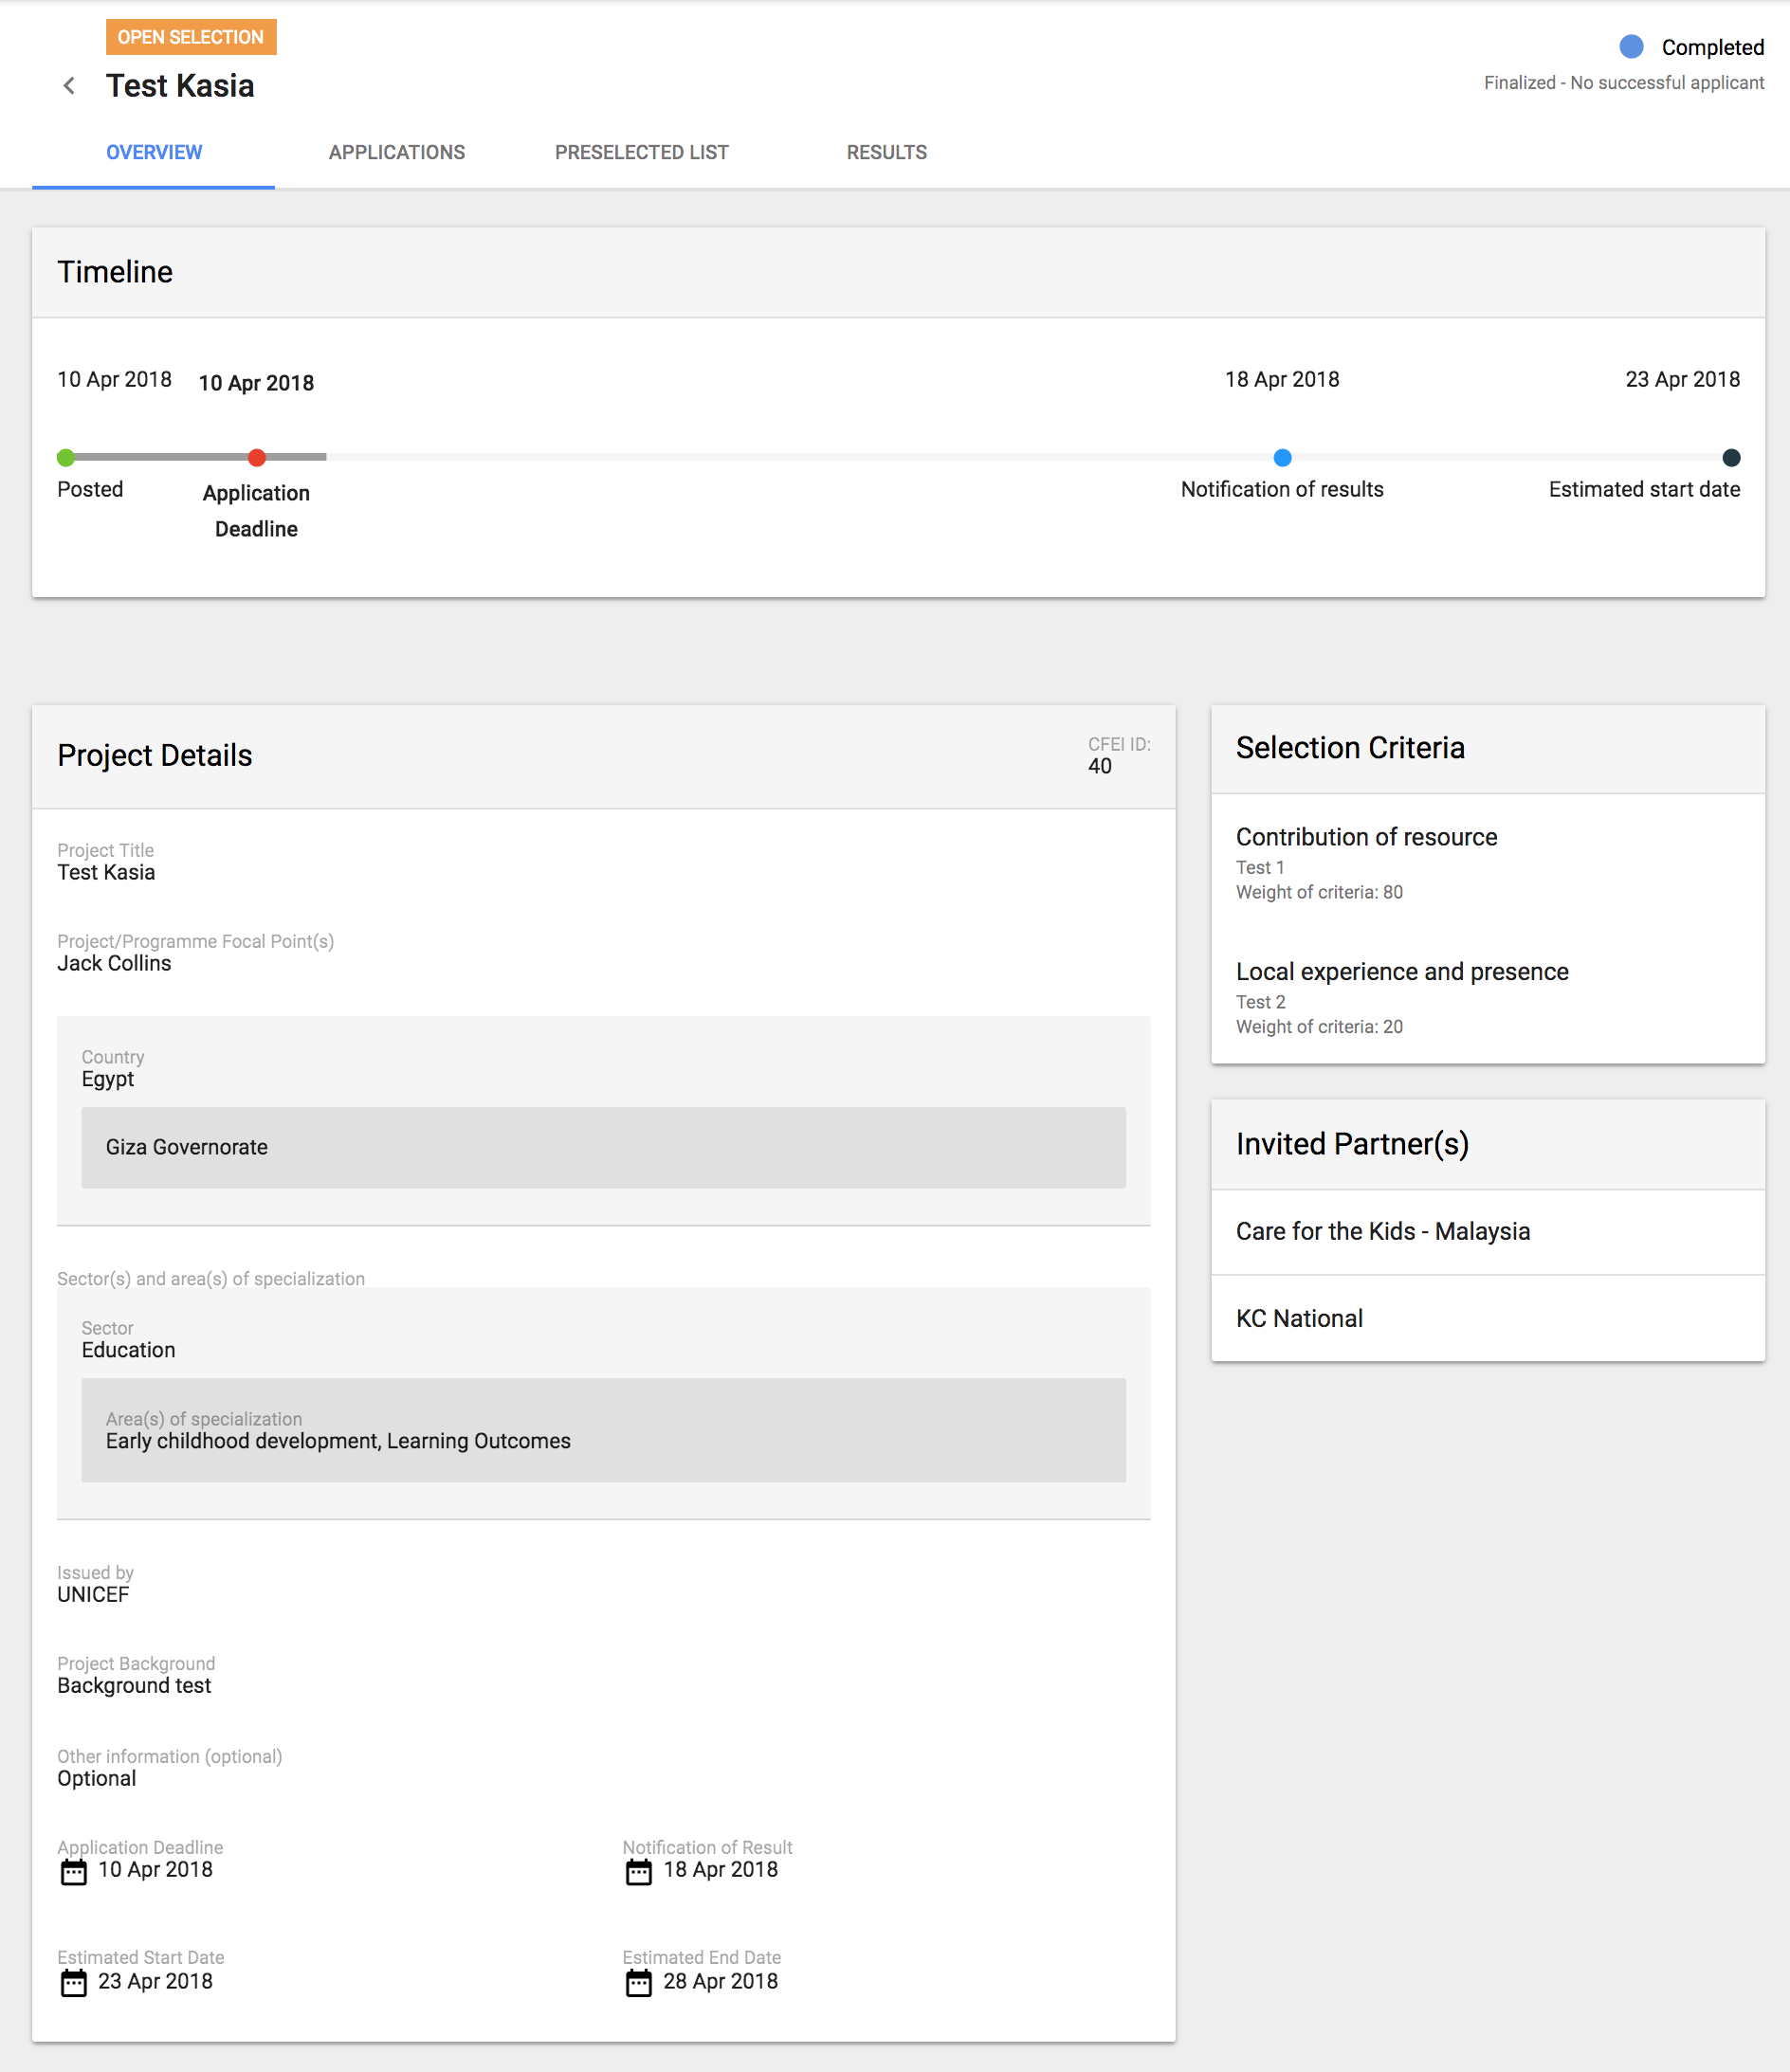 OPEN SELECTION
Test Kasia
Completed
Finalized - No successful applicant
OVERVIEW
APPLICATIONS
PRESELECTED LIST
RESULTS
Timeline
10 Apr 2018
10 Apr 2018
18 Apr 2018
23 Apr 2018
Posted
Application
Deadline
Notification of results
Estimated start date
Project Details
CFEI ID:
40
Project Title
Test Kasia
Project/Programme Focal Point(s)
Jack Collins
Country
Egypt
Giza Governorate
Sector(s) and area(s) of specialization
Sector
Education
Area(s) of specialization
Early childhood development, Learning Outcomes
Issued by
UNICEF
Project Background
Background test
Other information (optional)
Optional
Application Deadline
10 Apr 2018
Notification of Result
18 Apr 2018
Estimated Start Date
23 Apr 2018
Estimated End Date
28 Apr 2018
Selection Criteria
Contribution of resource
Test 1
Weight of criteria: 80
Local experience and presence
Test 2
Weight of criteria: 20
Invited Partner(s)
Care for the Kids - Malaysia
KC National